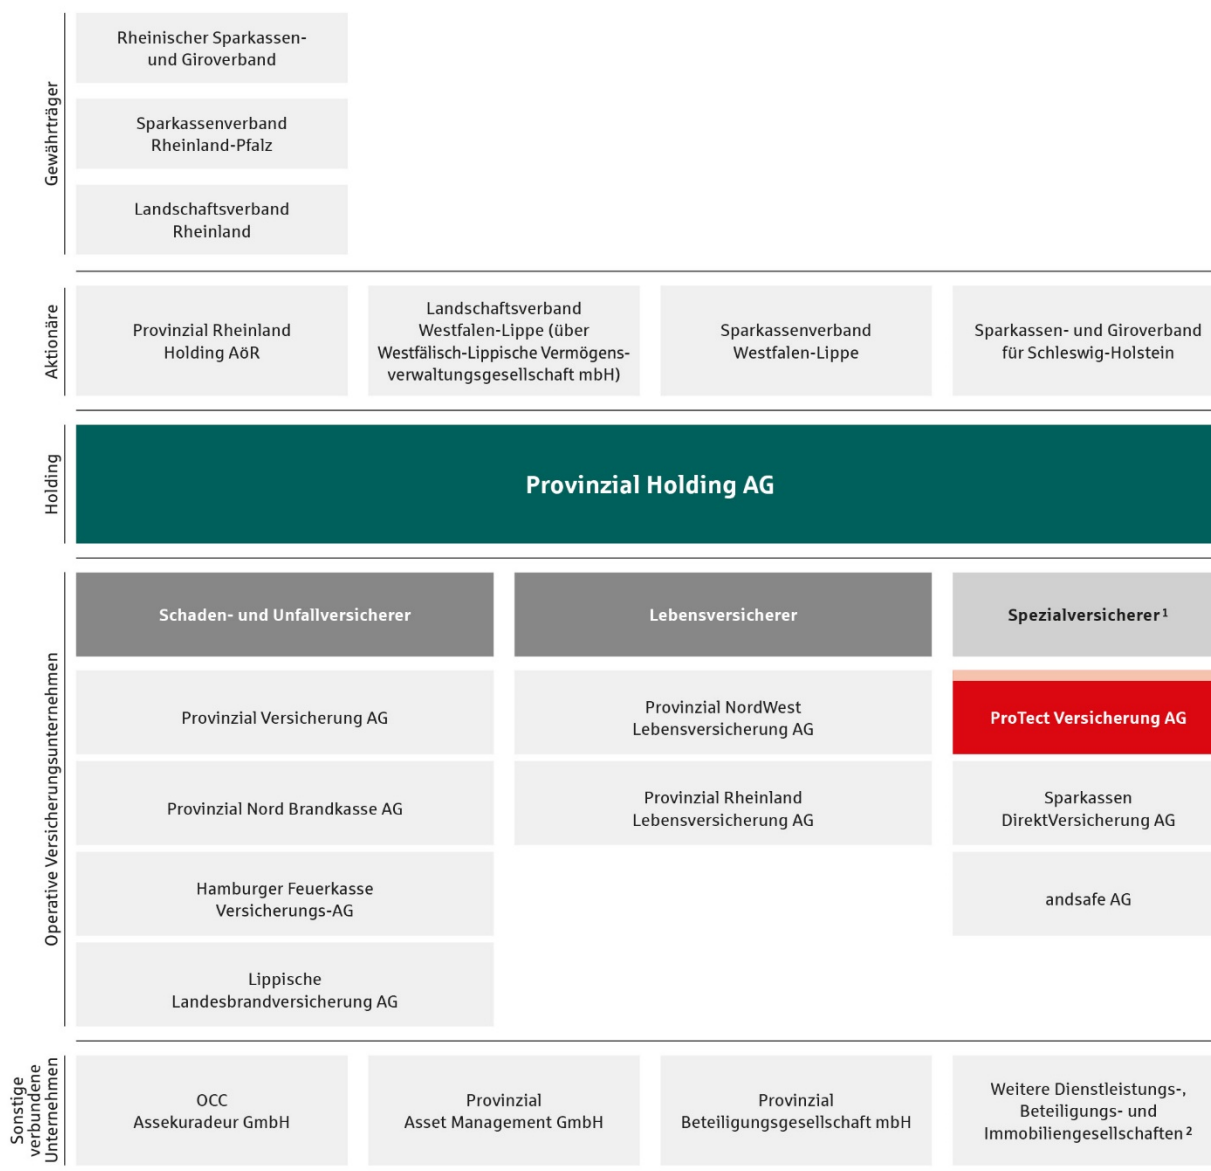 Gewährträger
Rheinischer Sparkassen-
und Giroverband
Sparkassenverband
Rheinland-Pfalz
Landschaftsverband
Rheinland
Aktionäre
Provinzial Rheinland
Holding AöR
Landschaftsverband
Westfalen-Lippe (über
Westfälisch-Lippische Vermögens-
verwaltungsgesellschaft mbH)
Sparkassenverband
Westfalen-Lippe
Sparkassen- und Giroverband
für Schleswig-Holstein
Holding
Provinzial Holding AG
Operative Versicherungsunternehmen
Schaden- und Unfallversicherer
Provinzial Versicherung AG
Provinzial Nord Brandkasse AG
Hamburger Feuerkasse
Versicherungs-AG
Lippische
Landesbrandversicherung AG
Lebensversicherer
Provinzial NordWest
Lebensversicherung AG
Provinzial Rheinland
Lebensversicherung AG
Spezialversicherer¹
ProTect Versicherung AG
Sparkassen
DirektVersicherung AG
andsafe AG
Sonstige
verbundene
Unternehmen
OCC
Assekuradeur GmbH
Provinzial
Asset Management GmbH
Provinzial
Beteiligungsgesellschaft mbH
Weitere Dienstleistungs-,
Beteiligungs- und
Immobiliengesellschaften²